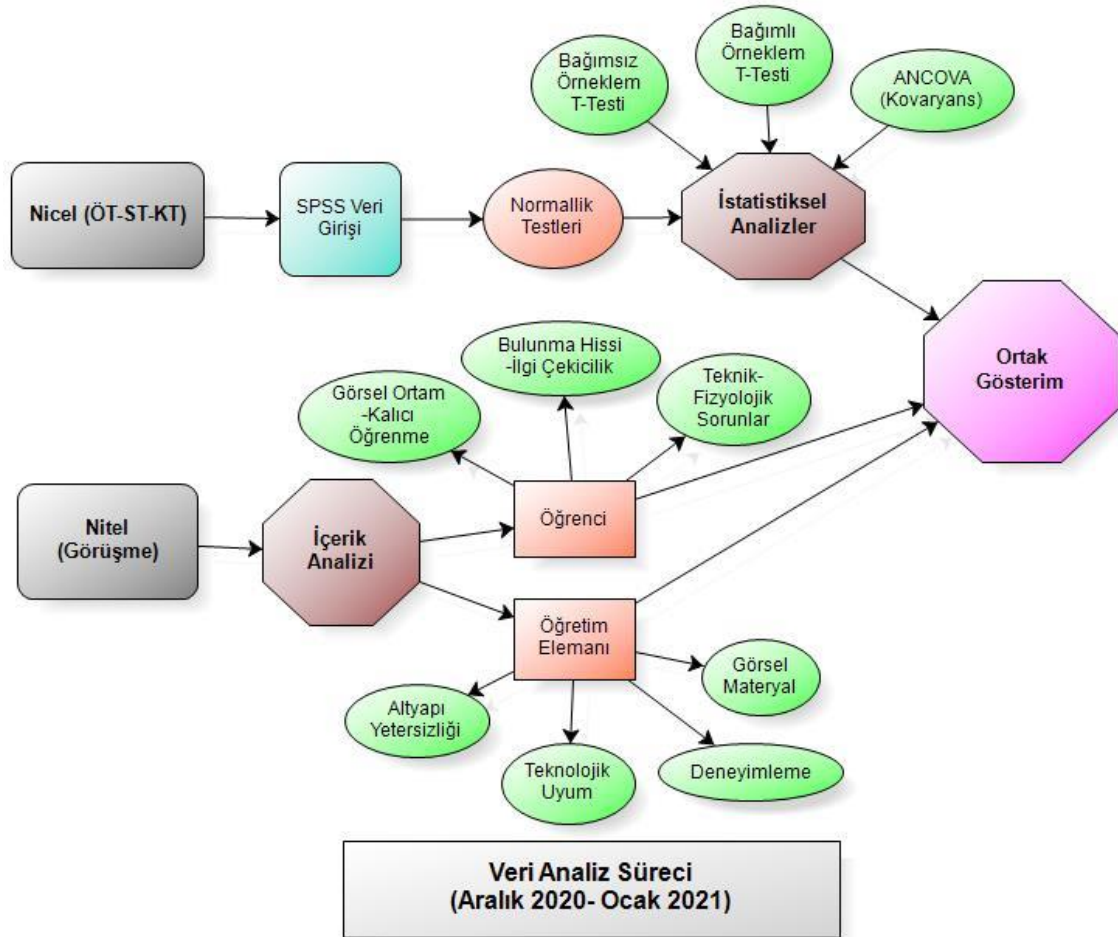 Bağımsız
Örneklem
T-Testi
Bağımlı
Örneklem
T-Testi
ANCOVA
(Kovaryans)
Nicel (ÖT-ST-KT)
SPSS Veri
Girişi
Normallik
Testleri
İstatistiksel
Analizler
Ortak
Gösterim
Bulunma Hissi
-İlgi Çekicilik
Görsel Ortam
-Kalıcı
Öğrenme
Teknik-
Fizyolojik
Sorunlar
Nitel
(Görüşme)
İçerik
Analizi
Öğrenci
Öğretim
Elemanı
Görsel
Materyal
Altyapı
Yetersizliği
Teknolojik
Uyum
Deneyimleme
Veri Analiz Süreci
(Aralık 2020- Ocak 2021)